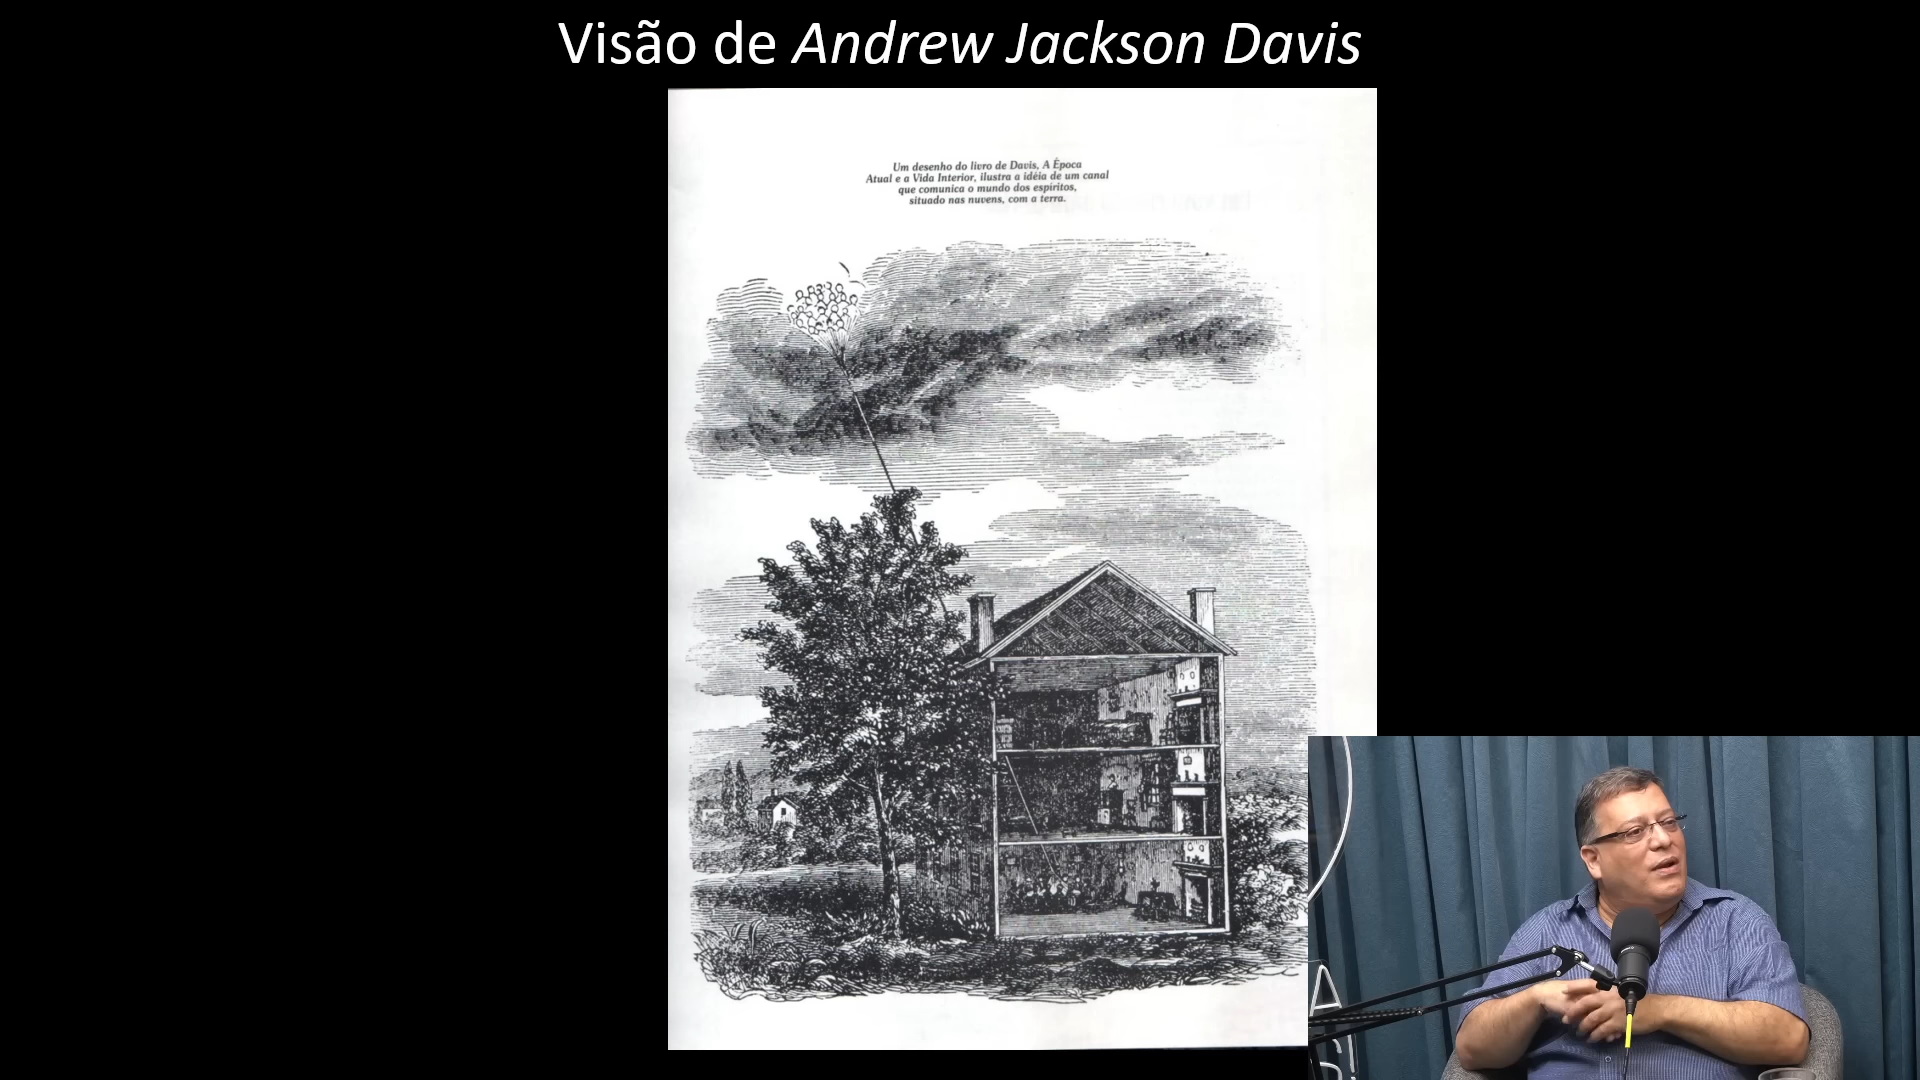 Visão de Andrew Jackson Davis
Um desenho do livro de Davis, A Época
Atual e a Vida Interior, ilustra a idéia de um canal
que comunica o mundo dos espíritos,
situado nas nuvens, com a terra.